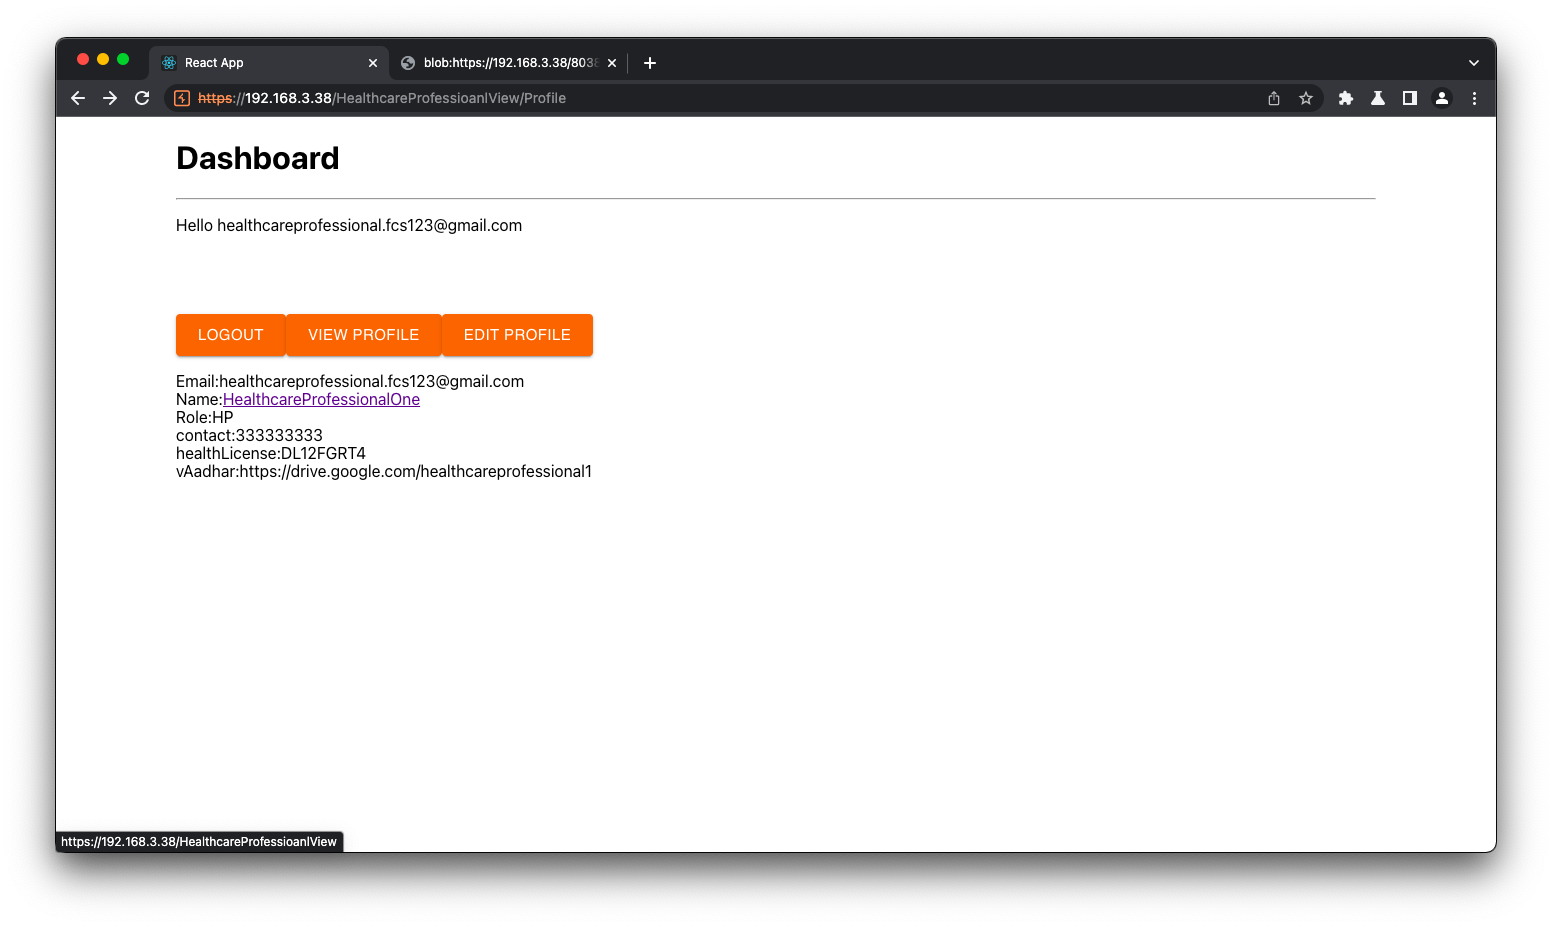 React App
blob:https://192.168.3.38/8038
https://192.168.3.38/HealthcareProfessioanlView/Profile
Dashboard
Hello healthcareprofessional.fcs123@gmail.com
LOGOUT VIEW PROFILE EDIT PROFILE
Email:healthcareprofessional.fcs123@gmail.com
Name:HealthcareProfessionalOne
Role:HP
contact:333333333
healthLicense:DL12FGRT4
vAadhar:https://drive.google.com/healthcareprofessional1
https://192.168.3.38/HealthcareProfessioanlView